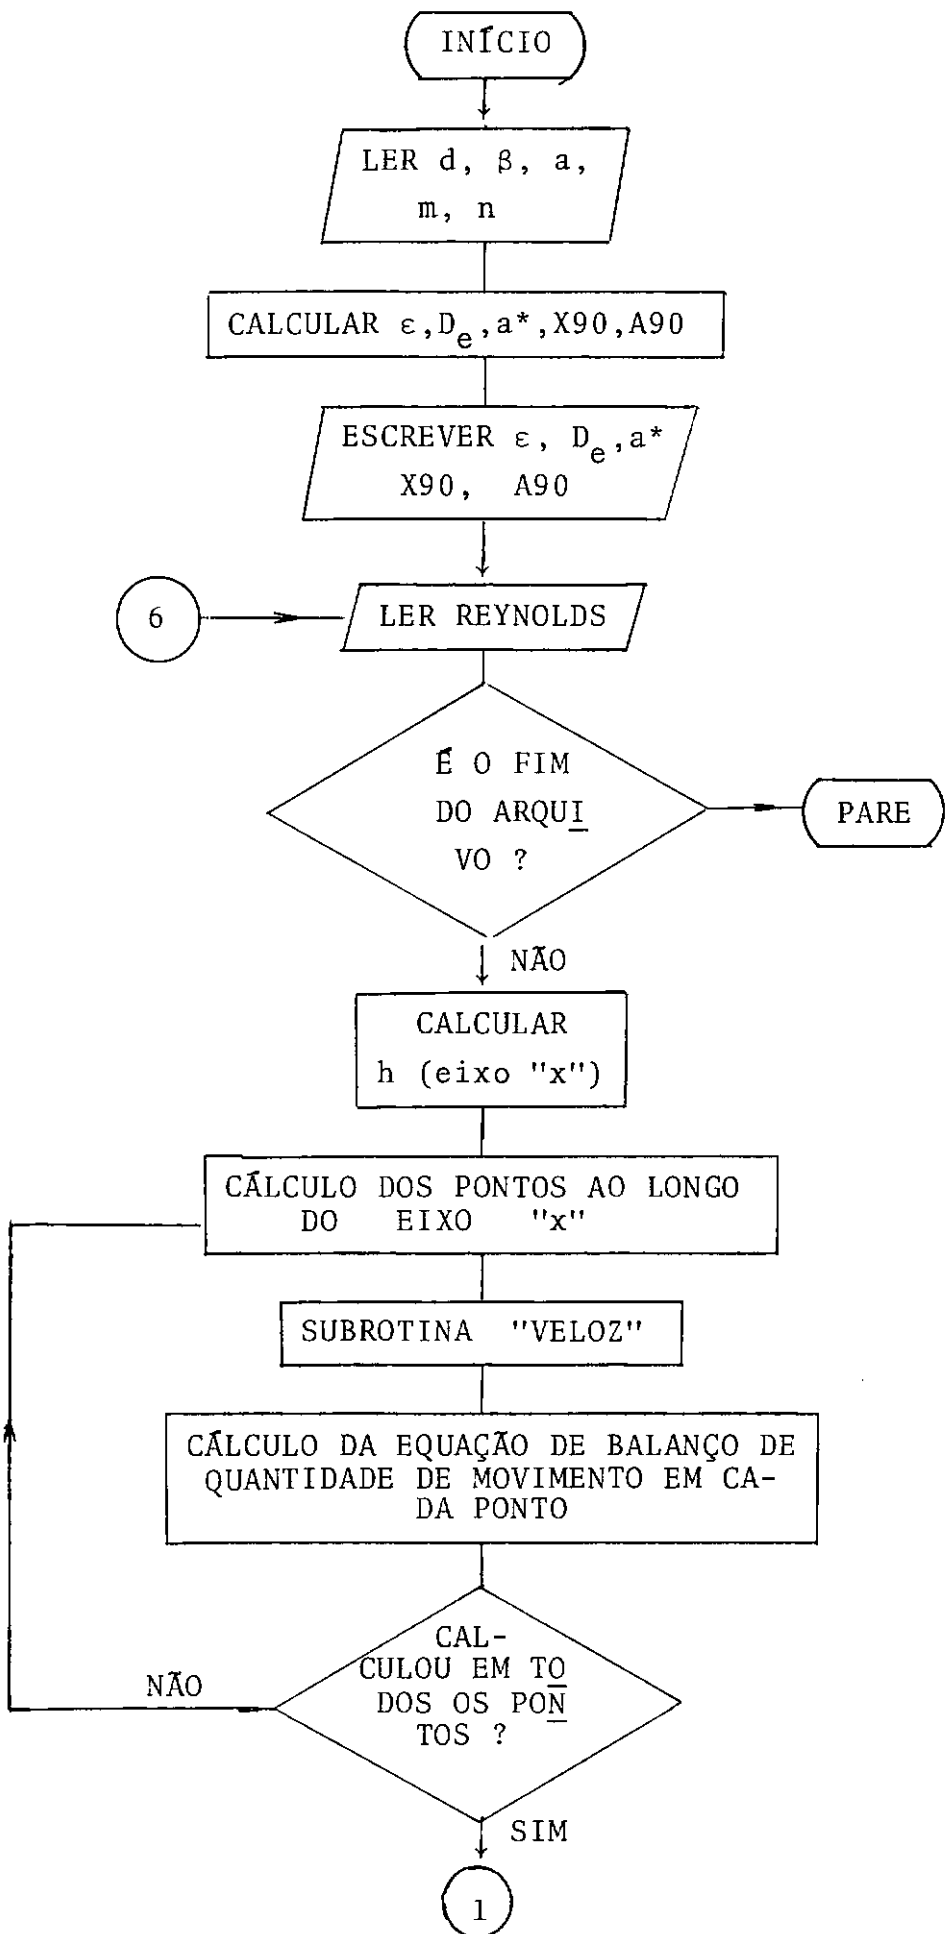 INÍCIO
LER d, β, a,
m, n
CALCULAR ε,De,a*,X90,A90
ESCREVER ε, De,a*
X90, A90
6
LER REYNOLDS
É O FIM
DO ARQUI
VO ?
PARE
NÃO
CALCULAR
h (eixo "x")
CÁLCULO DOS PONTOS AO LONGO
DO EIXO "x"
SUBROTINA "VELOZ"
CÁLCULO DA EQUAÇÃO DE BALANÇO DE
QUANTIDADE DE MOVIMENTO EM CA-
DA PONTO
CAL-
CULOU EM TO
DOS OS PON
TOS ?
NÃO
SIM
1